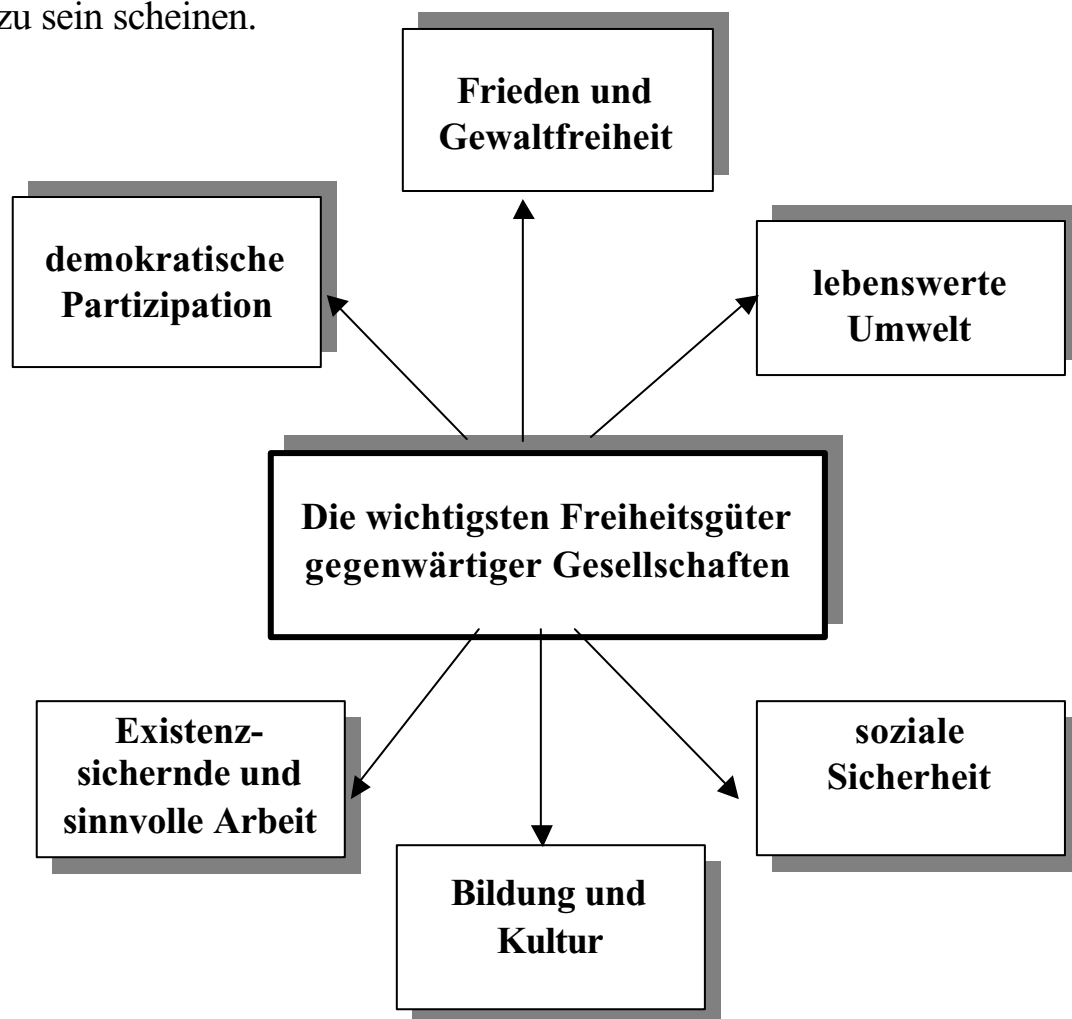 zu sein scheinen.
Frieden und
Gewaltfreiheit
demokratische
Partizipation
lebenswerte
Umwelt
Die wichtigsten Freiheitsgüter
gegenwärtiger Gesellschaften
Existenz-
sichernde und
sinnvolle Arbeit
soziale
Sicherheit
Bildung und
Kultur